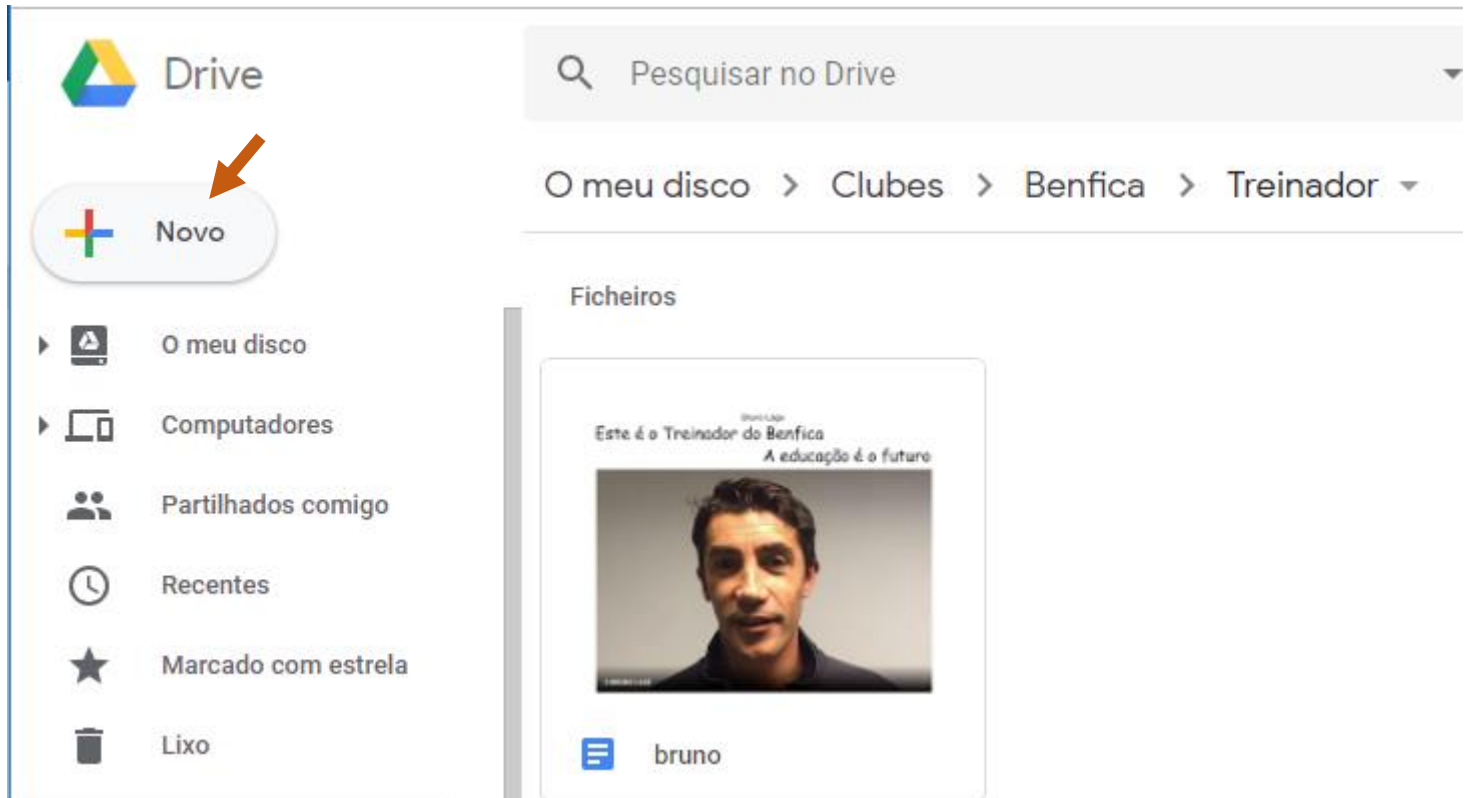 Drive
Pesquisar no Drive
O meu disco > Clubes > Benfica > Treinador
Novo
Ficheiros
O meu disco
Computadores
Partilhados comigo
Recentes
Marcado com estrela
Lixo
Este é o Treinador do Benfica
A educação é o futuro
bruno